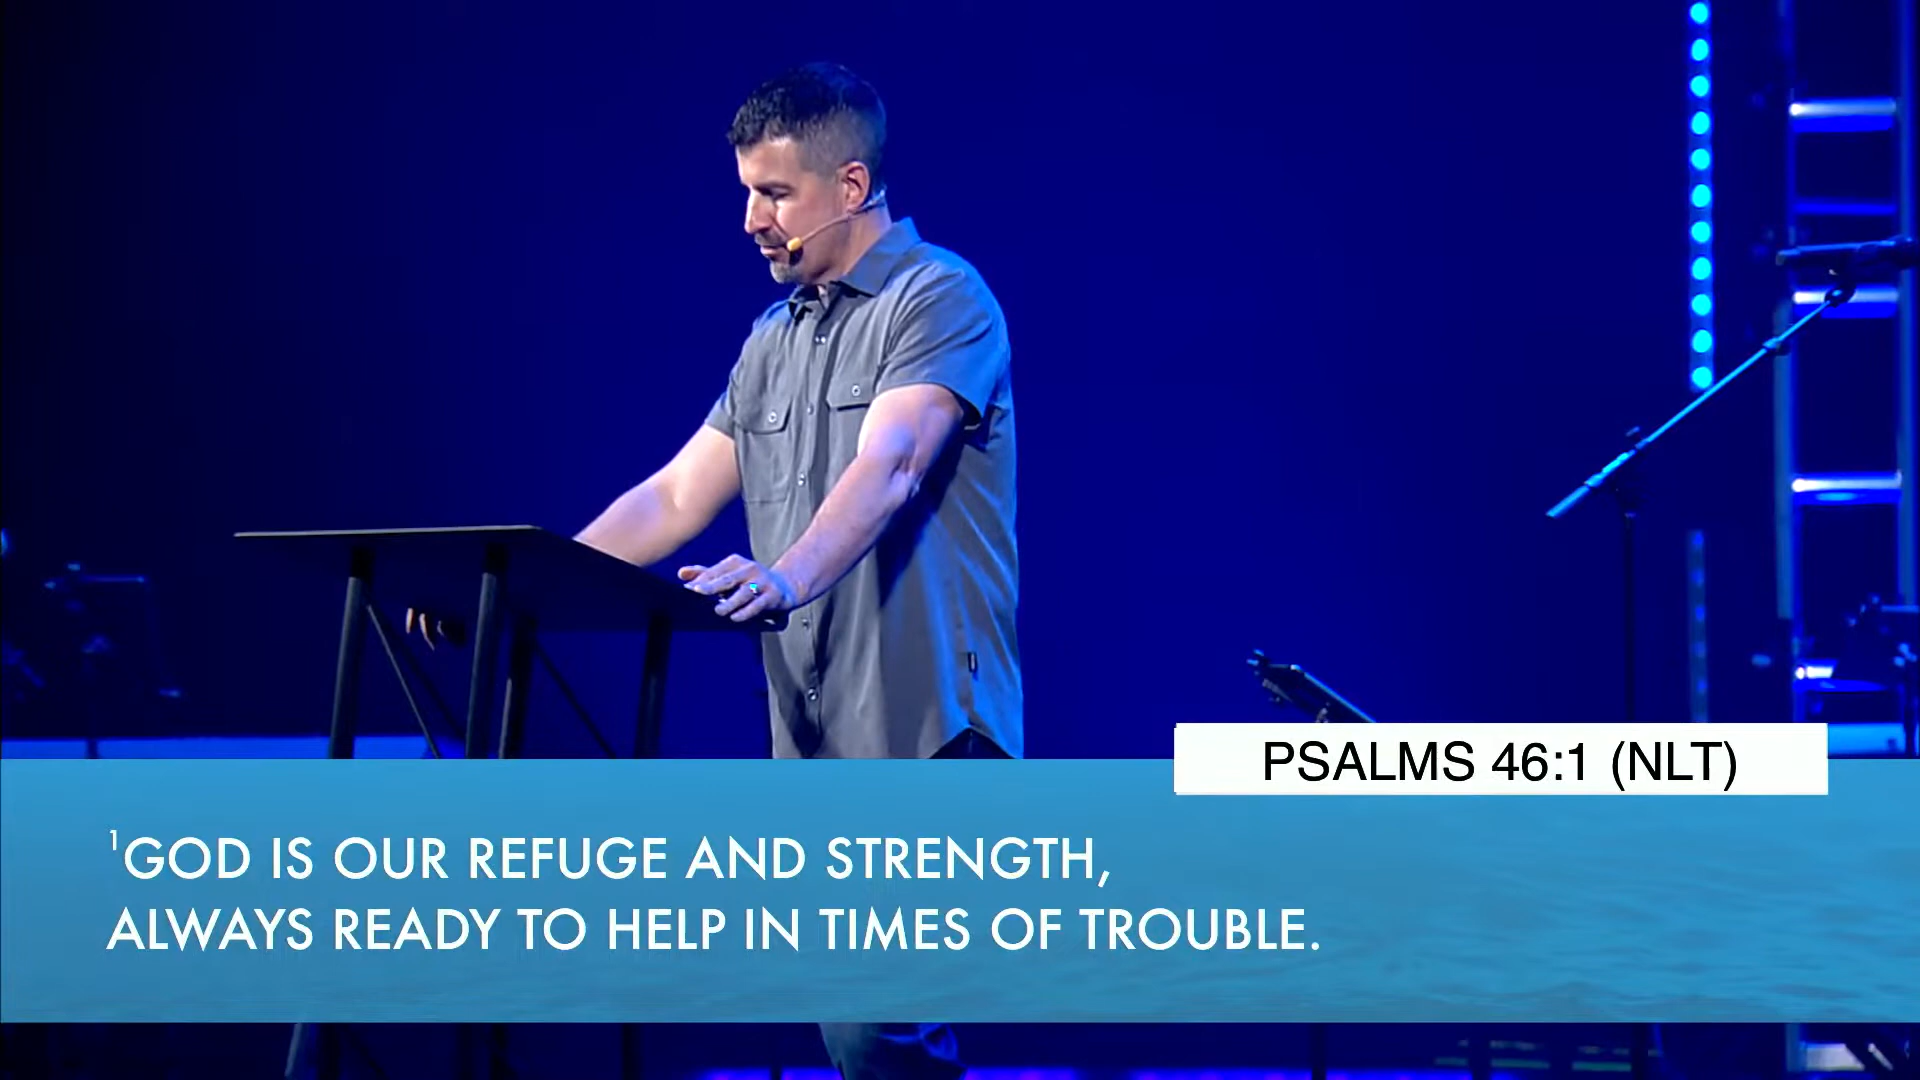 PSALMS 46:1 (NLT)
¹GOD IS OUR REFUGE AND STRENGTH,
ALWAYS READY TO HELP IN TIMES OF TROUBLE.